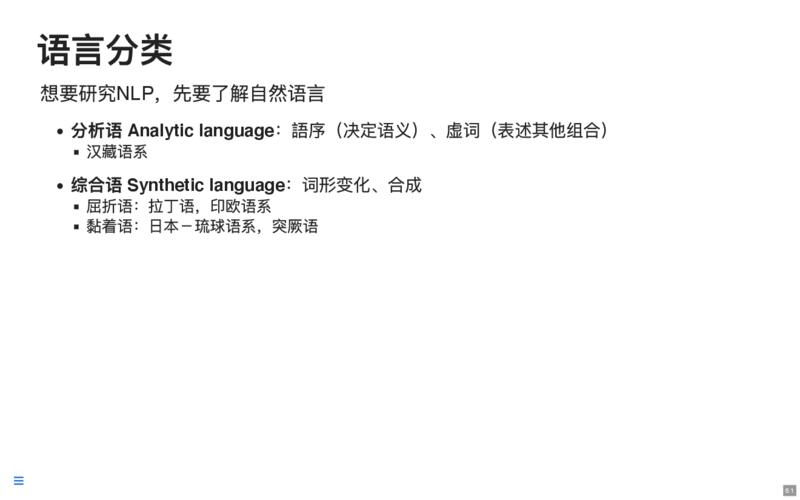 语言分类
想要研究NLP，先要了解自然语言
分析语 Analytic language：語序（决定语义）、虚词（表述其他组合）
汉藏语系
综合语 Synthetic language：词形变化、合成
屈折语：拉丁语，印欧语系
黏着语：日本－琉球语系，突厥语
5.1